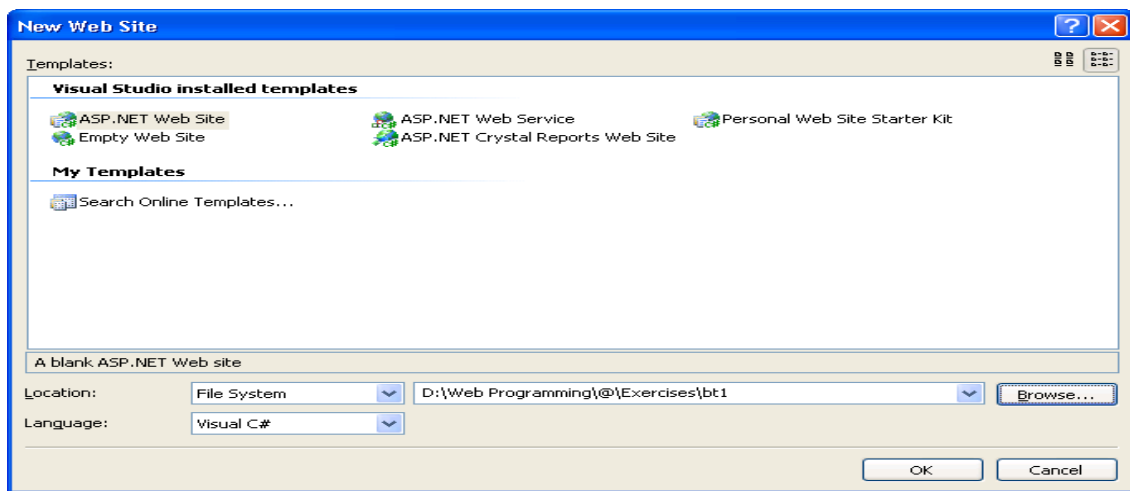 New Web Site
Templates:
Visual Studio installed templates
ASP.NET Web Site
ASP.NET Web Service
Personal Web Site Starter Kit
Empty Web Site
ASP.NET Crystal Reports Web Site
My Templates
Search Online Templates...
A blank ASP.NET Web site
Location:
File System
D:\Web Programming\@\Exercises\bt1
Browse...
Language:
Visual C#
OK
Cancel